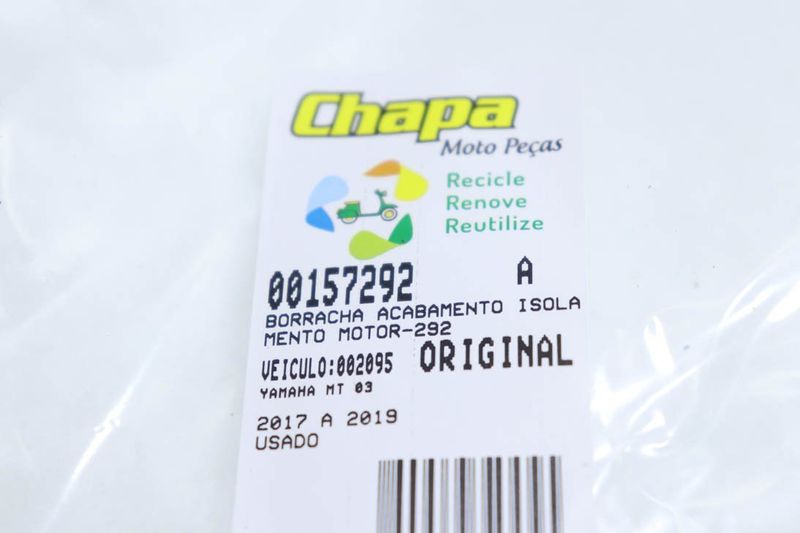 Chapa
Moto Peças
Recicle
Renove
Reutilize
00157292 A
BORRACHA ACABAMENTO ISOLA
MENTO MOTOR-292
VEICULO:002095 ORIGINAL
YAMAHA MT 03
2017 A 2019
USADO